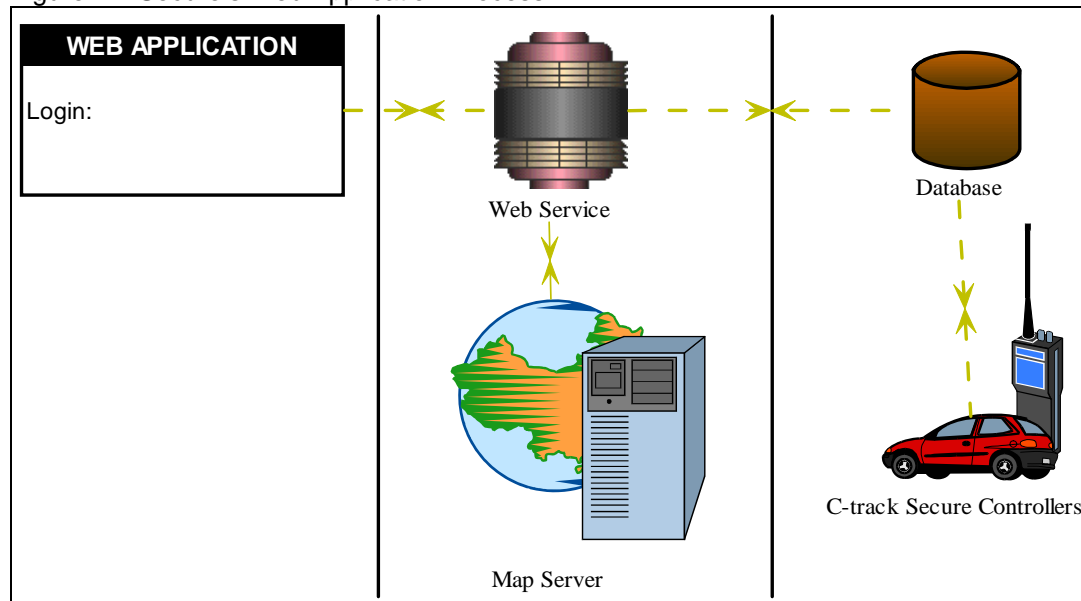 WEB APPLICATION
Login:
Web Service
Database
Map Server
C-track Secure Controllers